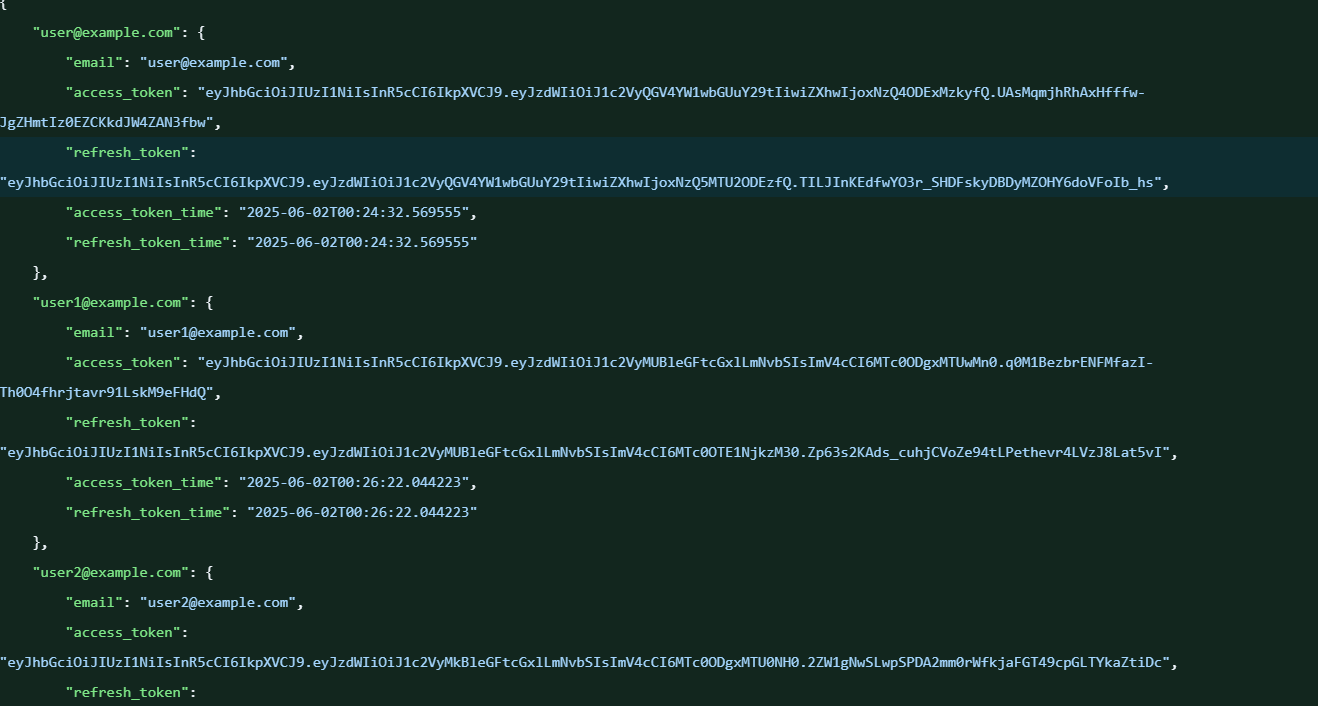 {
"user@example.com": {
"email": "user@example.com",
"access_token": "eyJhbGciOiJIUzI1NiIsInR5cCI6IkpXVCJ9.eyJzdWIiOiJ1c2VyQGV4YW1wbGUuY29tIiwiZXhwIjoxNzQ4ODExMzkyfQ.UAsMqmjhRhAxHfffw-
JgZHmtIz0EZCKkdJW4ZAN3fbw",
"refresh_token":
"eyJhbGciOiJIUzI1NiIsInR5cCI6IkpXVCJ9.eyJzdWIiOiJ1c2VyQGV4YW1wbGUuY29tIiwiZXhwIjoxNzQ5MTU2ODEzfQ.TILJInKEdfwYO3r_SHDFskyDBDyMZOHY6doVFoIb_hs",
"access_token_time": "2025-06-02T00:24:32.569555",
"refresh_token_time": "2025-06-02T00:24:32.569555"
},
"user1@example.com": {
"email": "user1@example.com",
"access_token": "eyJhbGciOiJIUzI1NiIsInR5cCI6IkpXVCJ9.eyJzdWIiOiJ1c2VyMUBleGFtcGxlLmNvbSIsImV4cCI6MTc0ODgxMTUwMn0.q0M1BezbrENFMfazI-
Th0O4fhrjtavr91LskM9eFHdQ",
"refresh_token":
"eyJhbGciOiJIUzI1NiIsInR5cCI6IkpXVCJ9.eyJzdWIiOiJ1c2VyMUBleGFtcGxlLmNvbSIsImV4cCI6MTc0OTE1NjkzM30.Zp63s2KAds_cuhjCVoZe94tLPethevr4LVzJ8Lat5vI",
"access_token_time": "2025-06-02T00:26:22.044223",
"refresh_token_time": "2025-06-02T00:26:22.044223"
},
"user2@example.com": {
"email": "user2@example.com",
"access_token":
"eyJhbGciOiJIUzI1NiIsInR5cCI6IkpXVCJ9.eyJzdWIiOiJ1c2VyMkBleGFtcGxlLmNvbSIsImV4cCI6MTc0ODgxMTU0NH0.2ZW1gNwSLwpSPDA2mm0rWfkjaFGT49cpGLTYkaZtiDc",
"refresh_token":